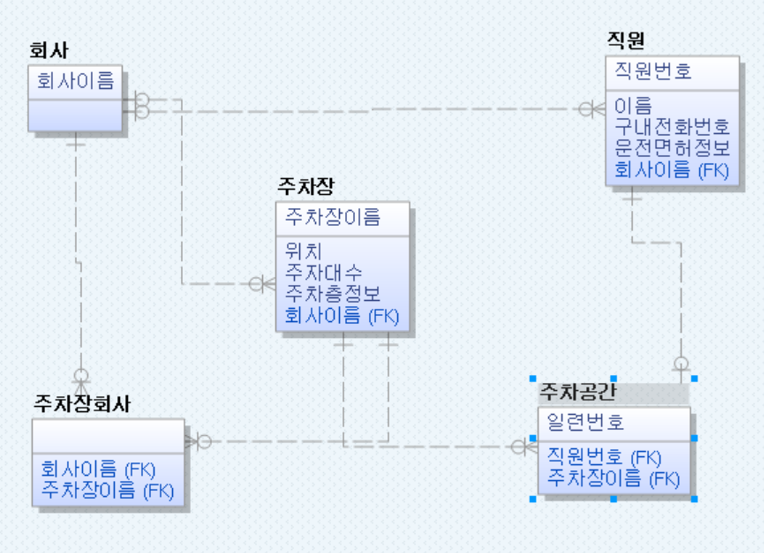 회사
회사이름
직원
직원번호
이름
구내전화번호
운전면허정보
회사이름 (FK)
주차장
주차장이름
위치
주자대수
주차층정보
회사이름 (FK)
주차장회사
회사이름 (FK)
주차장이름 (FK)
주차공간
일련번호
직원번호 (FK)
주차장이름 (FK)